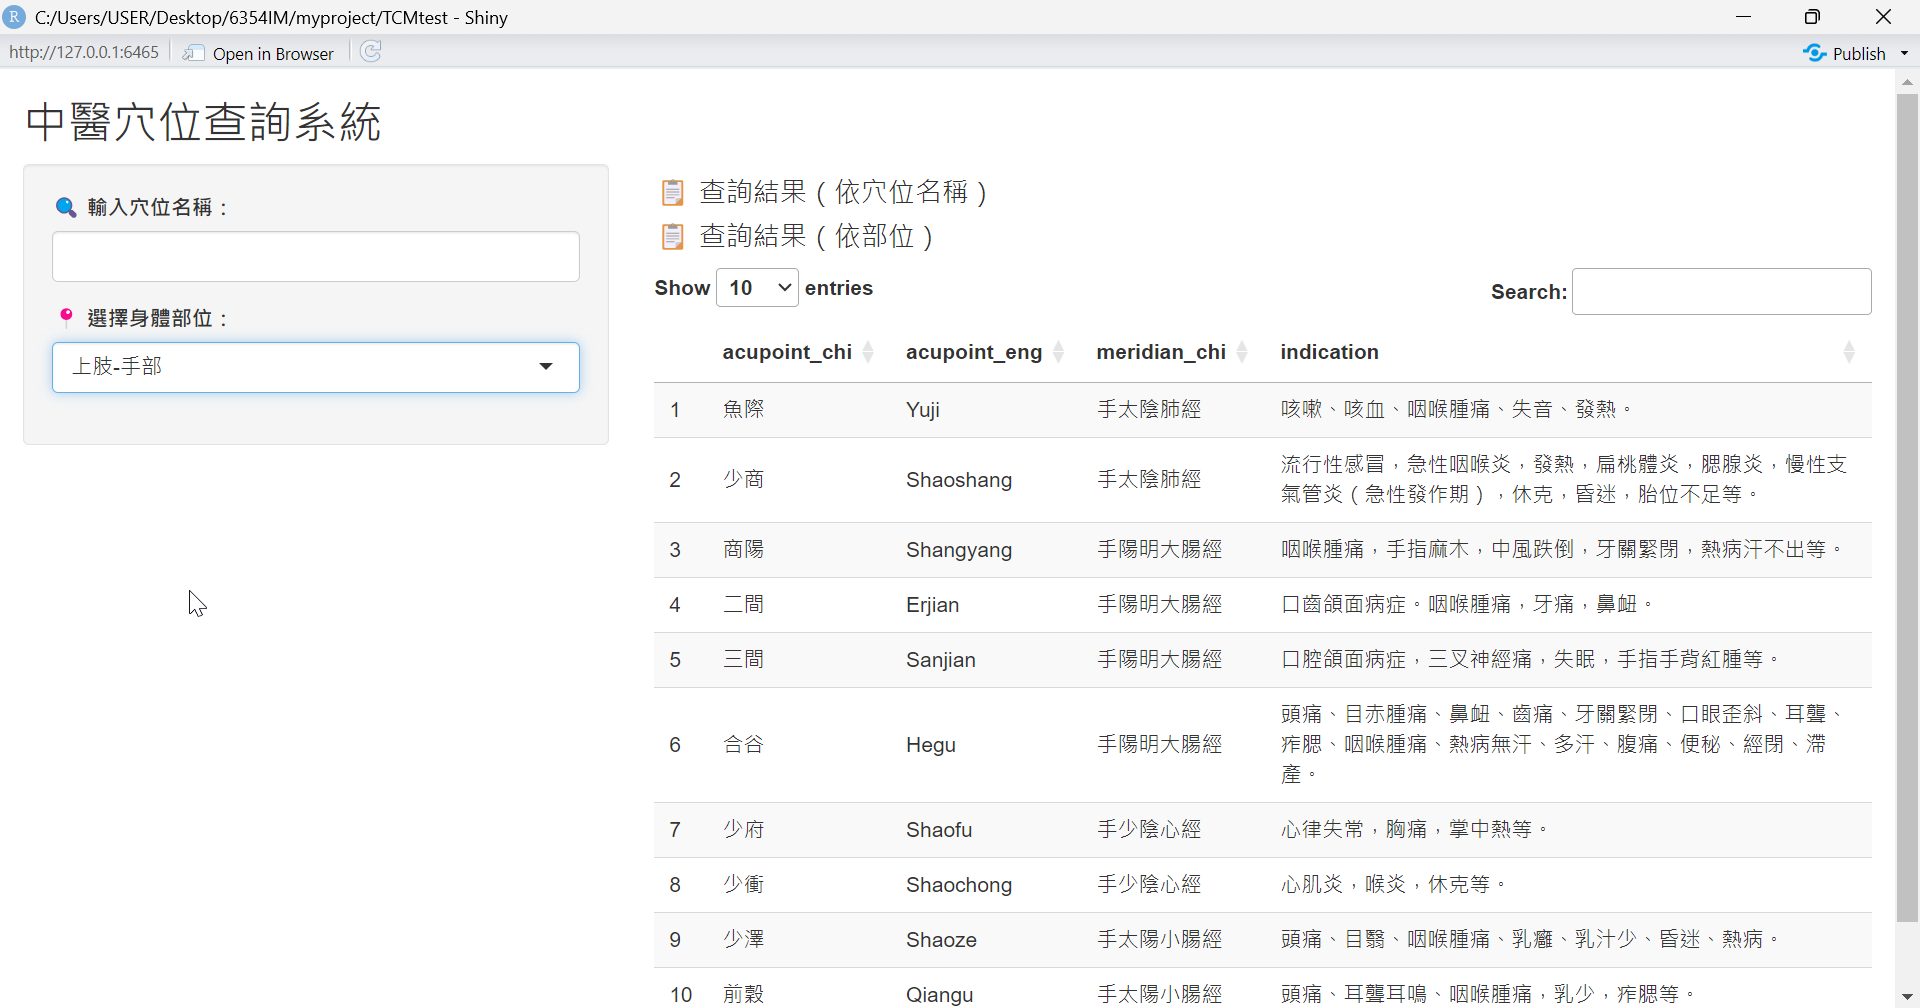 C:/Users/USER/Desktop/6354IM/myproject/TCMtest - Shiny
http://127.0.0.1:6465 Open in Browser Publish
中醫穴位查詢系統
輸入穴位名稱：
選擇身體部位：
上肢-手部
查詢結果（依穴位名稱）
查詢結果（依部位）
Show 10 entries Search:
acupoint_chi acupoint_eng meridian_chi indication
1 魚際 Yuji 手太陰肺經 咳嗽、咳血、咽喉腫痛、失音、發熱。
2 少商 Shaoshang 手太陰肺經 流行性感冒，急性咽喉炎，發熱，扁桃體炎，腮腺炎，慢性支
氣管炎（急性發作期），休克，昏迷，胎位不足等。
3 商陽 Shangyang 手陽明大腸經 咽喉腫痛，手指麻木，中風跌倒，牙關緊閉，熱病汗不出等。
4 二間 Erjian 手陽明大腸經 口齒頜面病症。咽喉腫痛，牙痛，鼻衄。
5 三間 Sanjian 手陽明大腸經 口腔頜面病症，三叉神經痛，失眠，手指手背紅腫等。
6 合谷 Hegu 手陽明大腸經 頭痛、目赤腫痛、鼻衄、齒痛、牙關緊閉、口眼歪斜、耳聾、
痄腮、咽喉腫痛、熱病無汗、多汗、腹痛、便秘、經閉、滯
產。
7 少府 Shaofu 手少陰心經 心律失常，胸痛，掌中熱等。
8 少衝 Shaochong 手少陰心經 心肌炎，喉炎，休克等。
9 少澤 Shaoze 手太陽小腸經 頭痛、目翳、咽喉腫痛、乳癰、乳汁少、昏迷、熱病。
10 前穀 Qiangu 手太陽小腸經 頭痛、耳聾耳鳴、咽喉腫痛，乳少，痄腮等。